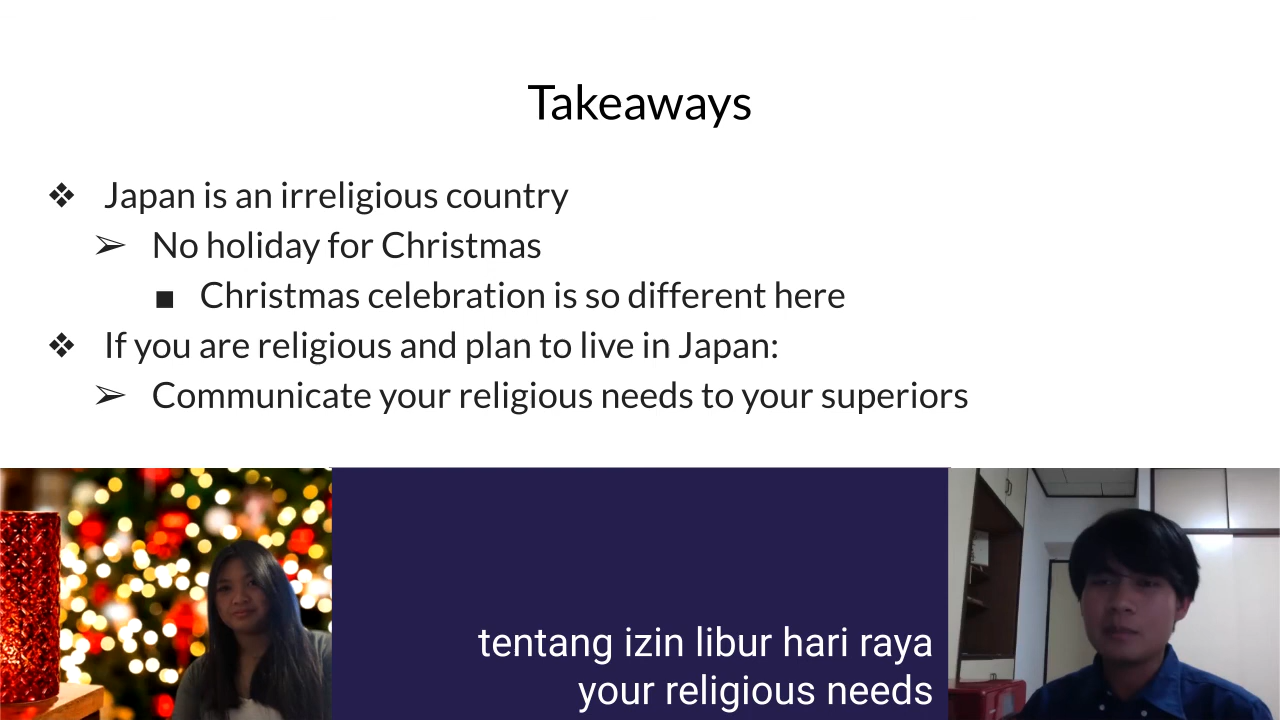 Takeaways
❖ Japan is an irreligious country
➢ No holiday for Christmas
■ Christmas celebration is so different here
❖ If you are religious and plan to live in Japan:
➢ Communicate your religious needs to your superiors
tentang izin libur hari raya
your religious needs